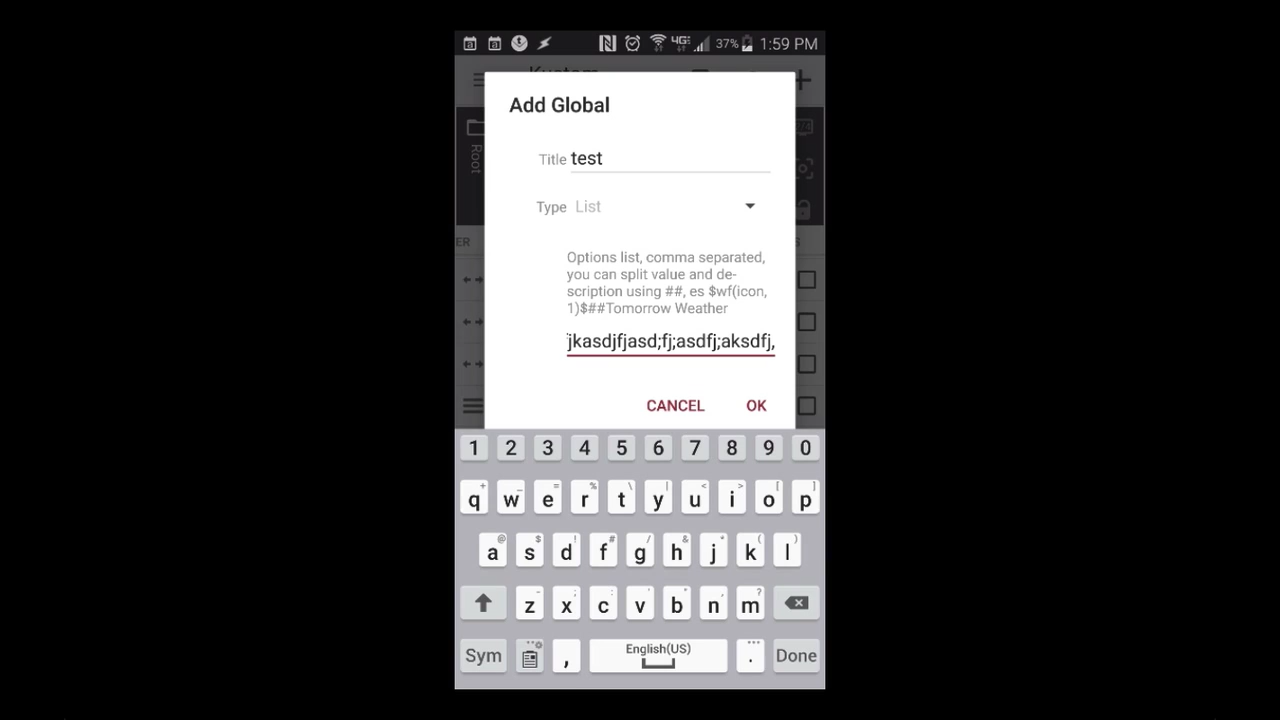 37% 1:59 PM
Add Global
Root
Title test
Type List
ER
S
Options list, comma separated,
you can split value and de-
scription using ##, es $wf(icon,
1)$##Tomorrow Weather
jkasdjfjasd;fj;asdfj;aksdfj,
CANCEL OK
1 2 3 4 5 6 7 8 9 0
q w e r t y u i o p
a s d f g h j k l
z x c v b n m
Sym , English(US) . Done